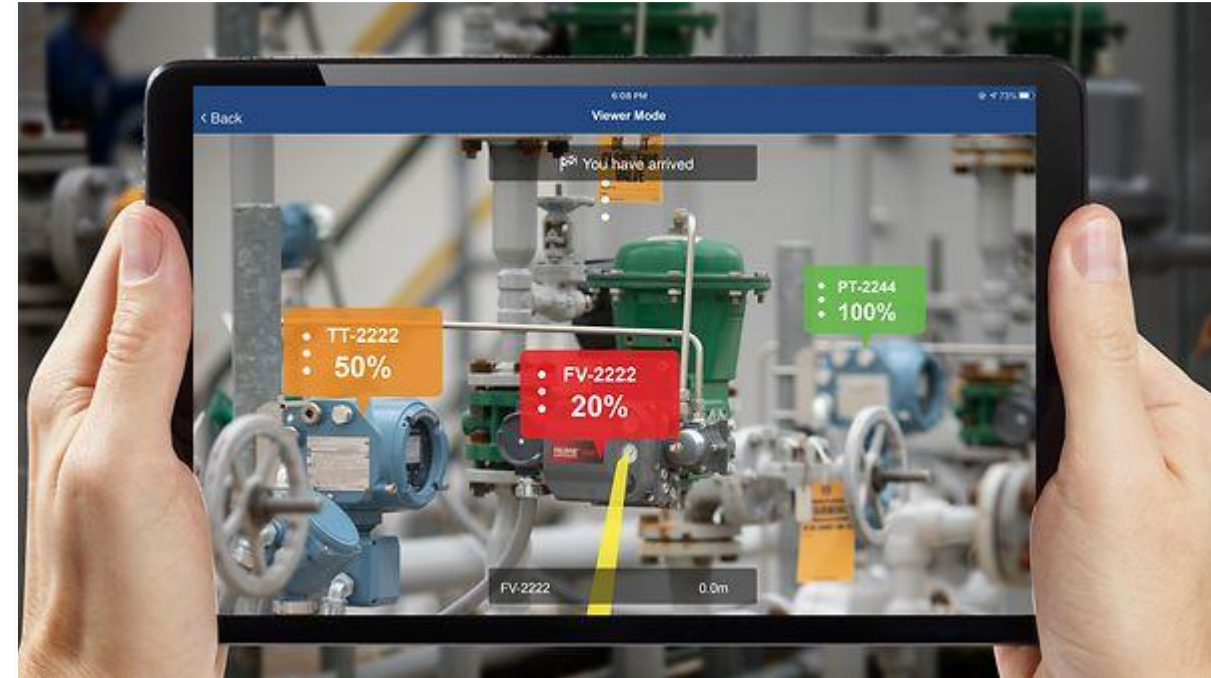 6:08 PM
73%
< Back
Viewer Mode
You have arrived
PT-2244
100%
TT-2222
50%
FV-2222
20%
FV-2222 0.0m